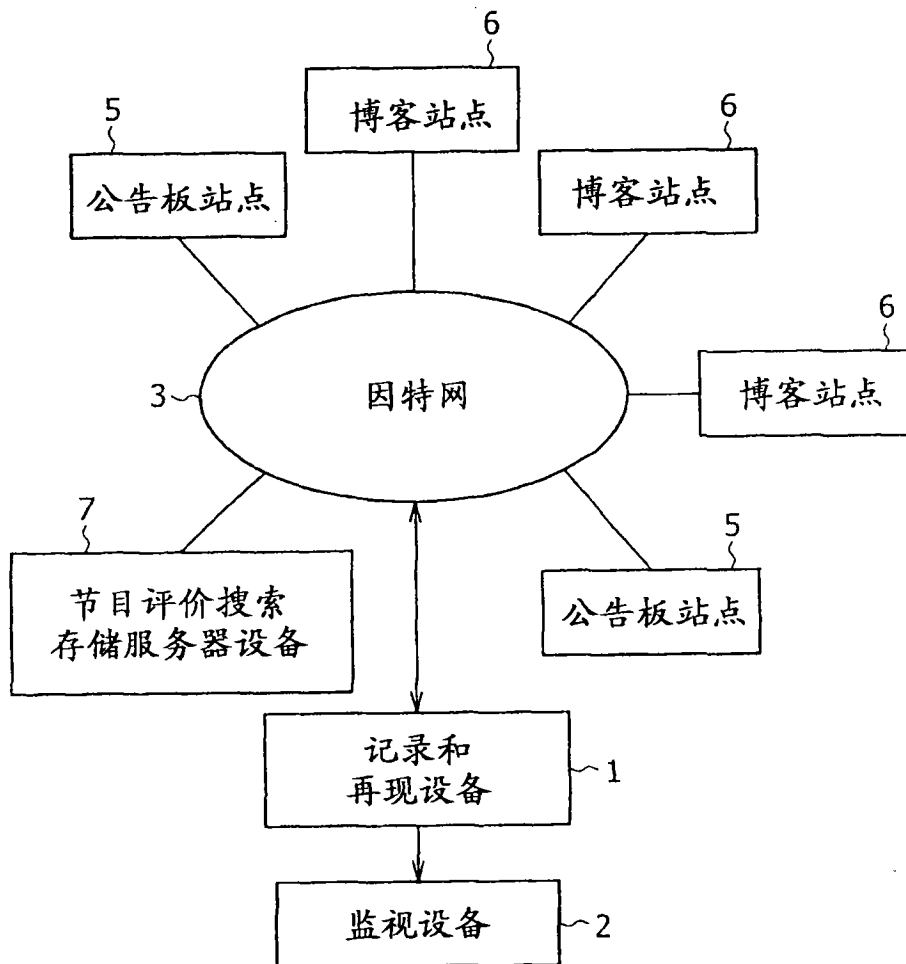 6
博客站点
5
公告板站点
6
博客站点
6
博客站点
3
因特网
7
节目评价搜索
存储服务器设备
5
公告板站点
记录和
再现设备
1
监视设备
2